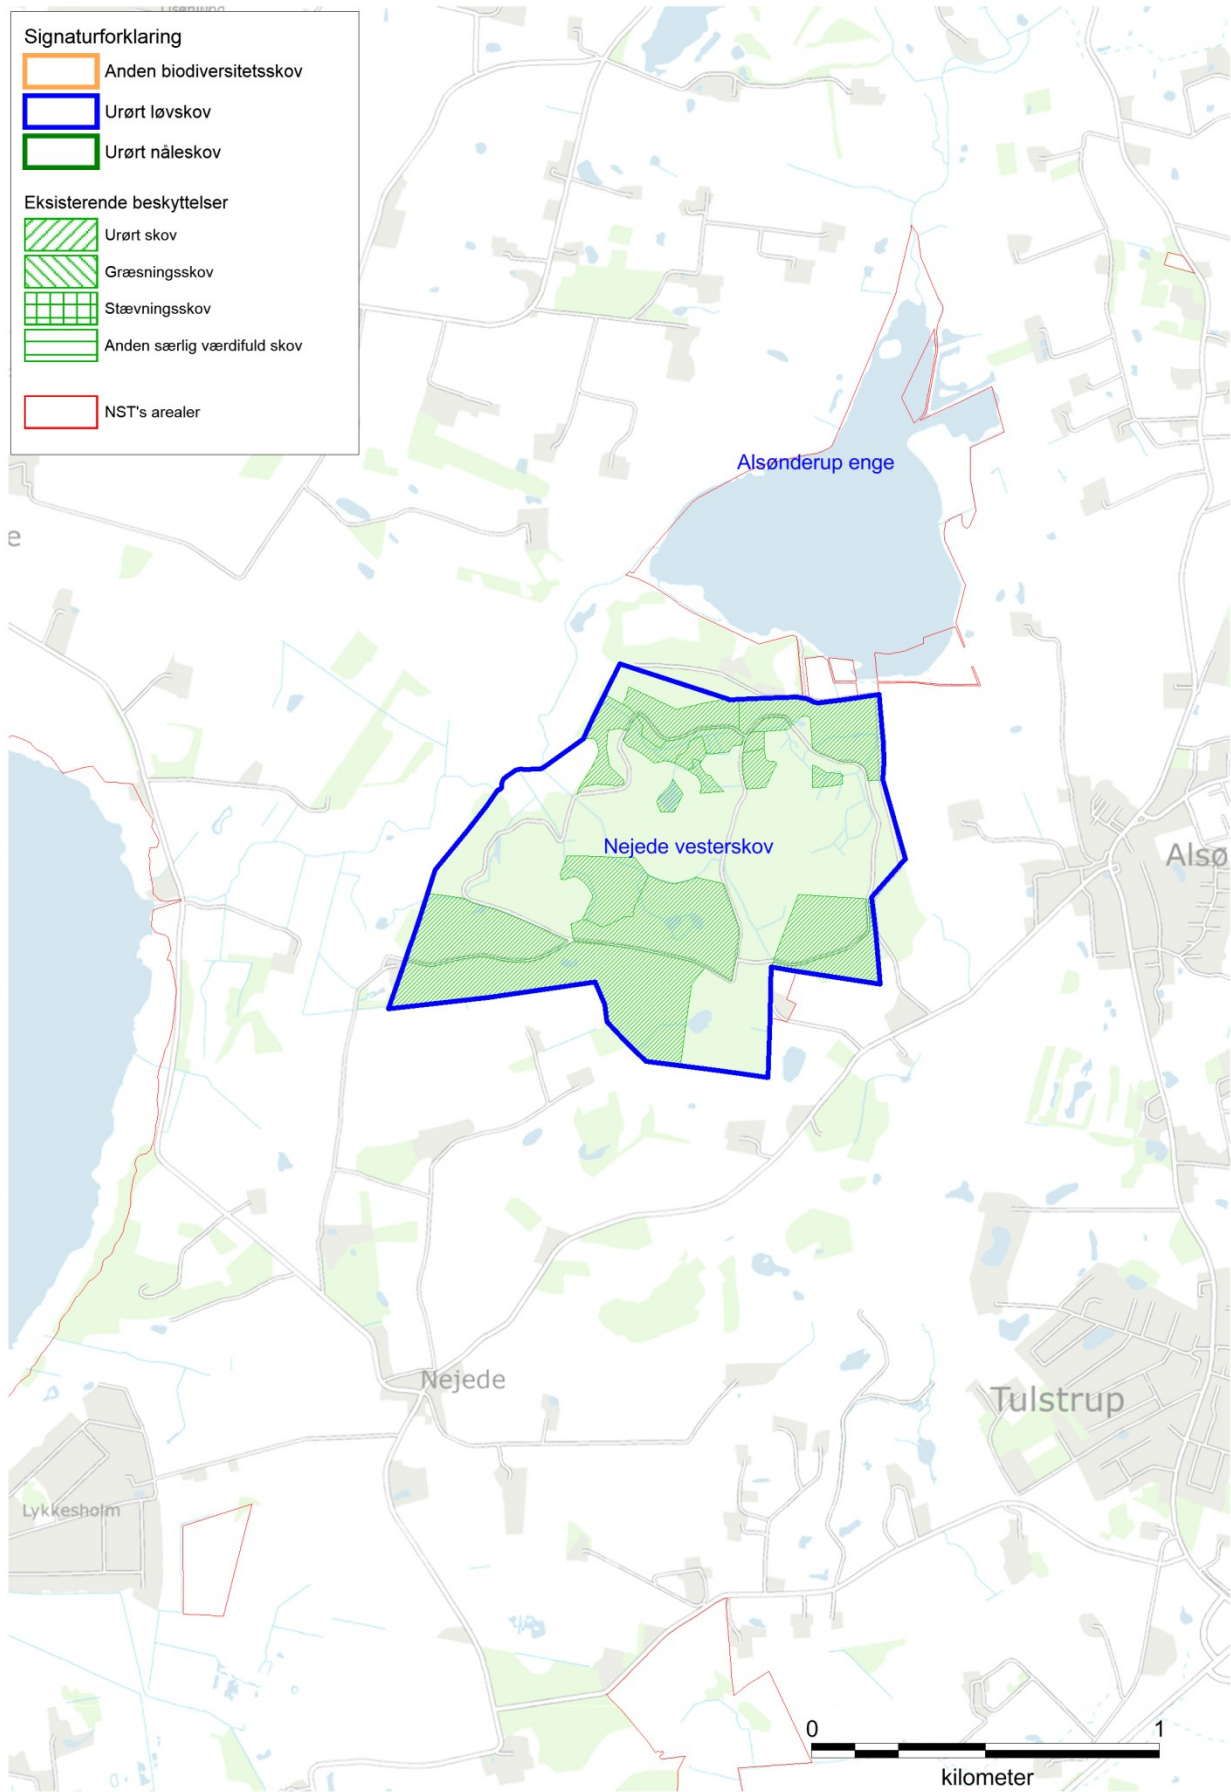 Signaturforklaring
Anden biodiversitetsskov
Urørt løvskov
Urørt nåleskov
Eksisterende beskyttelser
Urørt skov
Græsningsskov
Stævningsskov
Anden særlig værdifuld skov
NST's arealer
Alsønderup enge
e
Nejede vesterskov
Alsø
Nejede
Tulstrup
Lykkesholm
0 1
kilometer